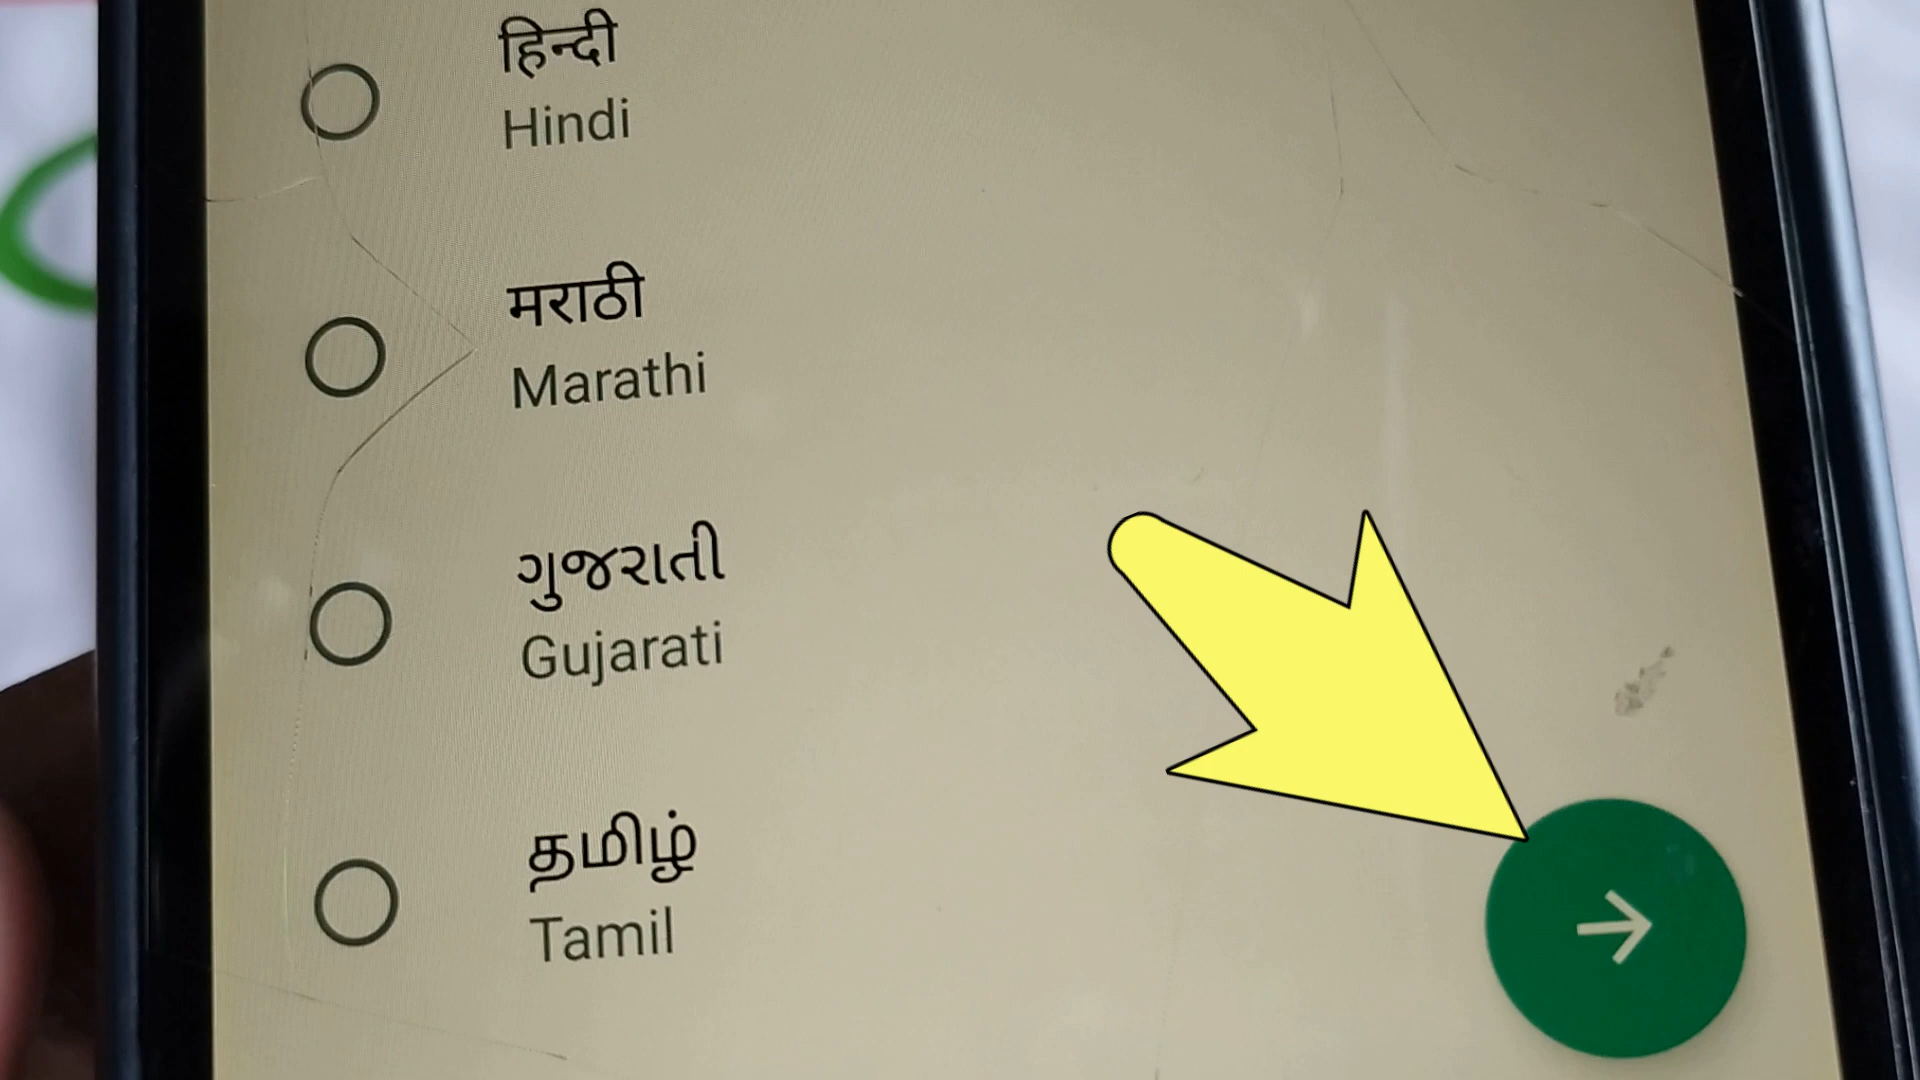 हिन्दी
Hindi
मराठी
Marathi
ગુજરાતી
Gujarati
தமிழ்
Tamil